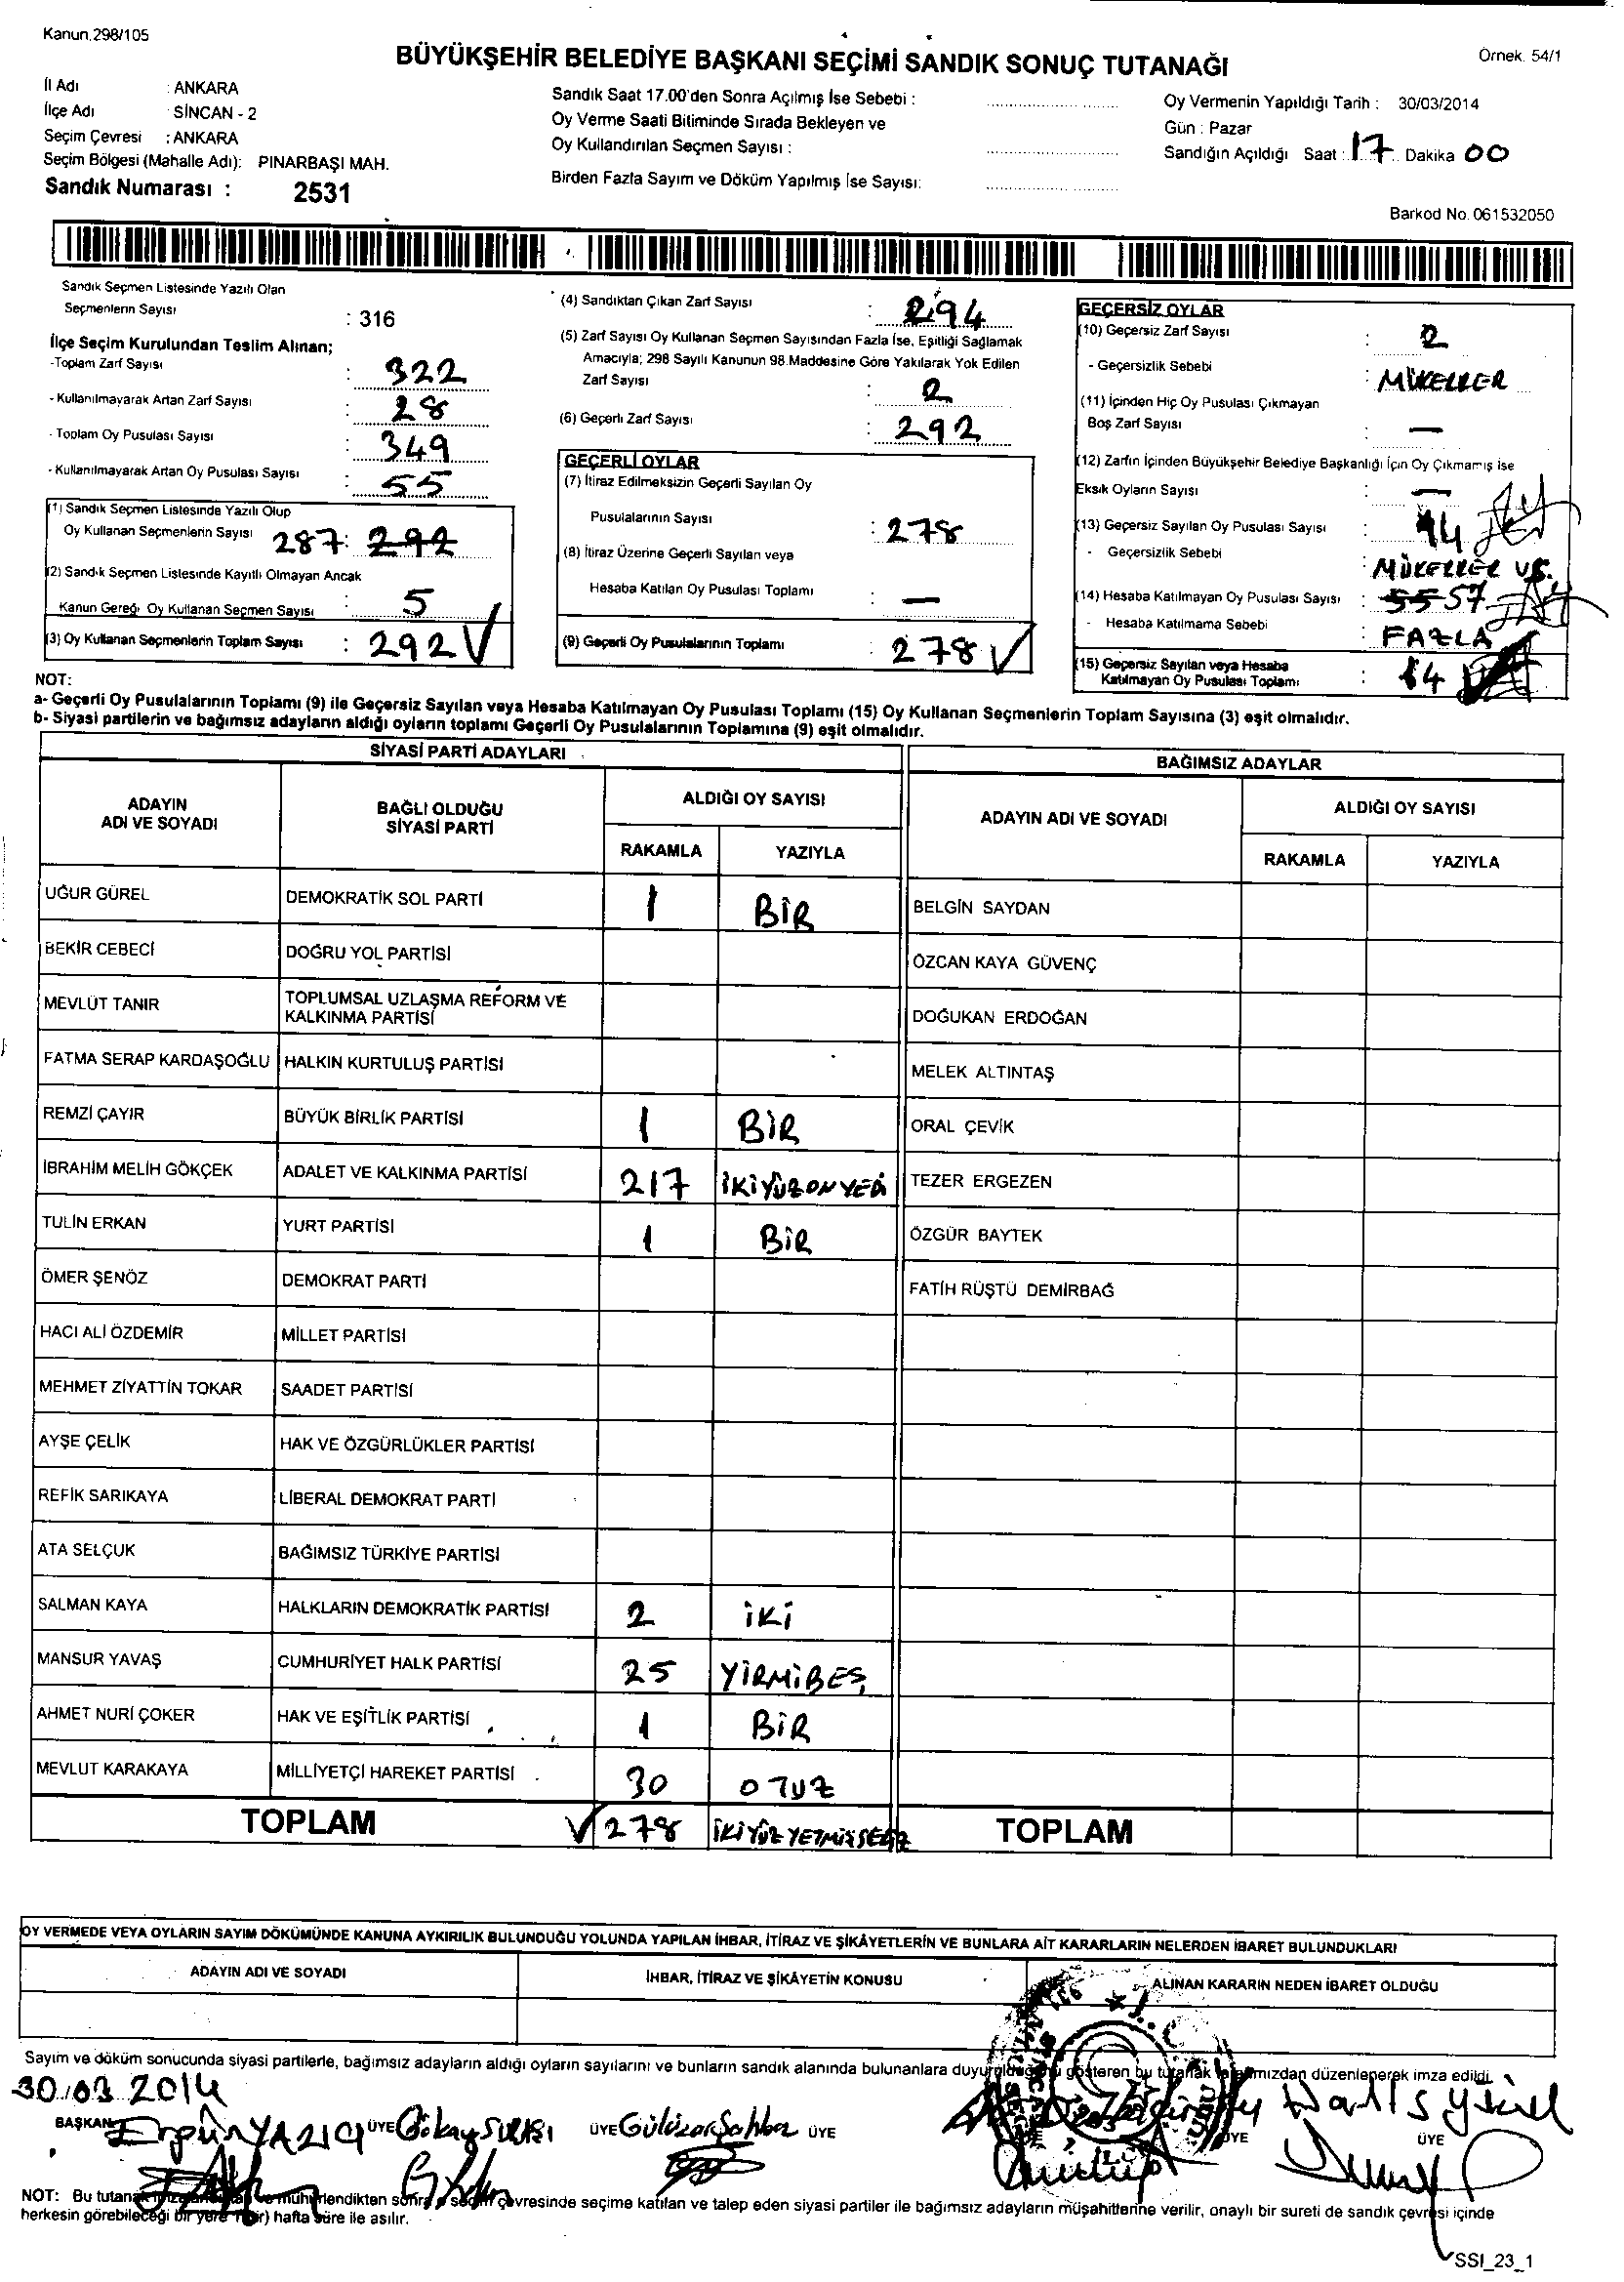 Kanun.298/105
BÜYÜKŞEHİR BELEDİYE BAŞKANI SEÇİMİ SANDIK SONUÇ TUTANAĞI
Örnek. 54/1
İl Adı : ANKARA
İlçe Adı SİNCAN - 2
Seçim Çevresi : ANKARA
Seçim Bölgesi (Mahalle Adı): PINARBAŞI MAH.
Sandık Numarası : 2531
Sandık Saat 17.00'den Sonra Açılmış İse Sebebi :
Oy Verme Saati Bitiminde Sırada Bekleyen ve
Oy Kullandırılan Seçmen Sayısı :
Birden Fazla Sayım ve Döküm Yapılmış İse Sayısı:
Oy Vermenin Yapıldığı Tarih : 30/03/2014
Gün : Pazar
Sandığın Açıldığı Saat : 17 Dakika 00
Barkod No. 061532050
Sandık Seçmen Listesinde Yazılı Olan
Seçmenlerin Sayısı : 316
İlçe Seçim Kurulundan Teslim Alınan;
-Toplam Zarf Sayısı : 322
- Kullanılmayarak Artan Zarf Sayısı : 28
- Toplam Oy Pusulası Sayısı : 349
- Kullanılmayarak Artan Oy Pusulası Sayısı : 55
(1) Sandık Seçmen Listesinde Yazılı Olup
Oy Kullanan Seçmenlerin Sayısı 287: 292
(2) Sandık Seçmen Listesinde Kayıtlı Olmayan Ancak
Kanun Gereği Oy Kullanan Seçmen Sayısı : 5
(3) Oy Kullanan Seçmenlerin Toplam Sayısı : 292
(4) Sandıktan Çıkan Zarf Sayısı : 294
(5) Zarf Sayısı Oy Kullanan Seçmen Sayısından Fazla İse, Eşitliği Sağlamak
Amacıyla; 298 Sayılı Kanunun 98.Maddesine Göre Yakılarak Yok Edilen
Zarf Sayısı : 2
(6) Geçerli Zarf Sayısı : 292
GEÇERLİ OYLAR
(7) İtiraz Edilmeksizin Geçerli Sayılan Oy
Pusulalarının Sayısı : 278
(8) İtiraz Üzerine Geçerli Sayılan veya
Hesaba Katılan Oy Pusulası Toplamı : —
(9) Geçerli Oy Pusulalarının Toplamı : 278
GEÇERSİZ OYLAR
(10) Geçersiz Zarf Sayısı : 2
- Geçersizlik Sebebi : MÜKERRER
(11) İçinden Hiç Oy Pusulası Çıkmayan
Boş Zarf Sayısı : —
(12) Zarfın İçinden Büyükşehir Belediye Başkanlığı İçin Oy Çıkmamış İse
Eksik Oyların Sayısı : —
(13) Geçersiz Sayılan Oy Pusulası Sayısı : 14
- Geçersizlik Sebebi : MÜKERRER VS.
(14) Hesaba Katılmayan Oy Pusulası Sayısı : 55 57
- Hesaba Katılmama Sebebi : FAZLA
(15) Geçersiz Sayılan veya Hesaba
Katılmayan Oy Pusulası Toplamı : 14
NOT:
a- Geçerli Oy Pusulalarının Toplamı (9) ile Geçersiz Sayılan veya Hesaba Katılmayan Oy Pusulası Toplamı (15) Oy Kullanan Seçmenlerin Toplam Sayısına (3) eşit olmalıdır.
b- Siyasi partilerin ve bağımsız adayların aldığı oyların toplamı Geçerli Oy Pusulalarının Toplamına (9) eşit olmalıdır.
SİYASİ PARTİ ADAYLARI
BAĞIMSIZ ADAYLAR
ADAYIN ADI VE SOYADI
BAĞLI OLDUĞU SİYASİ PARTİ
ALDIĞI OY SAYISI
RAKAMLA YAZIYLA
ADAYIN ADI VE SOYADI
ALDIĞI OY SAYISI
RAKAMLA YAZIYLA
UĞUR GÜREL DEMOKRATİK SOL PARTİ 1 BİR BELGİN SAYDAN
BEKİR CEBECİ DOĞRU YOL PARTİSİ ÖZCAN KAYA GÜVENÇ
MEVLÜT TANIR TOPLUMSAL UZLAŞMA REFORM VE KALKINMA PARTİSİ DOĞUKAN ERDOĞAN
FATMA SERAP KARDAŞOĞLU HALKIN KURTULUŞ PARTİSİ MELEK ALTINTAŞ
REMZİ ÇAYIR BÜYÜK BİRLİK PARTİSİ 1 BİR ORAL ÇEVİK
İBRAHİM MELİH GÖKÇEK ADALET VE KALKINMA PARTİSİ 217 İKİYÜZONYEDİ TEZER ERGEZEN
TULİN ERKAN YURT PARTİSİ 1 BİR ÖZGÜR BAYTEK
ÖMER ŞENÖZ DEMOKRAT PARTİ FATİH RÜŞTÜ DEMİRBAĞ
HACI ALİ ÖZDEMİR MİLLET PARTİSİ
MEHMET ZİYATTİN TOKAR SAADET PARTİSİ
AYŞE ÇELİK HAK VE ÖZGÜRLÜKLER PARTİSİ
REFİK SARIKAYA LİBERAL DEMOKRAT PARTİ
ATA SELÇUK BAĞIMSIZ TÜRKİYE PARTİSİ
SALMAN KAYA HALKLARIN DEMOKRATİK PARTİSİ 2 İKİ
MANSUR YAVAŞ CUMHURİYET HALK PARTİSİ 25 YİRMİBEŞ
AHMET NURİ ÇOKER HAK VE EŞİTLİK PARTİSİ 1 BİR
MEVLUT KARAKAYA MİLLİYETÇİ HAREKET PARTİSİ 30 OTUZ
TOPLAM 278 İKİYÜZYETMİŞSEKİZ TOPLAM
OY VERMEDE VEYA OYLARIN SAYIM DÖKÜMÜNDE KANUNA AYKIRILIK BULUNDUĞU YOLUNDA YAPILAN İHBAR, İTİRAZ VE ŞİKÂYETLERİN VE BUNLARA AİT KARARLARIN NELERDEN İBARET BULUNDUKLARI
ADAYIN ADI VE SOYADI İHBAR, İTİRAZ VE ŞİKÂYETİN KONUSU ALINAN KARARIN NEDEN İBARET OLDUĞU
Sayım ve döküm sonucunda siyasi partilerle, bağımsız adayların aldığı oyların sayılarını ve bunların sandık alanında bulunanlara duyurulduğunu gösteren bu tutanak tarafımızdan düzenlenerek imza edildi.
30.03.2014
BAŞKAN Ergün YAZICI ÜYE Gökay ÜYE Gülüzar ÜYE ÜYE ÜYE
NOT: Bu tutanak imzalanıp ve mühürlendikten sonra o seçim çevresinde seçime katılan ve talep eden siyasi partiler ile bağımsız adayların müşahitlerine verilir, onaylı bir sureti de sandık çevresi içinde
herkesin görebileceği bir yere 1(bir) hafta süre ile asılır.
SSI_23_1